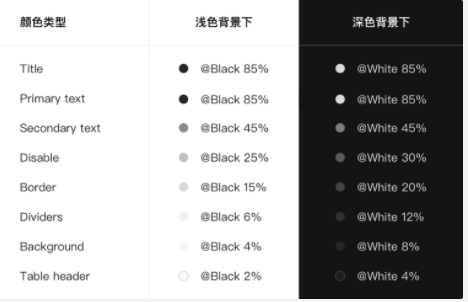 颜色类型 浅色背景下 深色背景下
Title @Black 85% @White 85%
Primary text @Black 85% @White 85%
Secondary text @Black 45% @White 45%
Disable @Black 25% @White 30%
Border @Black 15% @White 20%
Dividers @Black 6% @White 12%
Background @Black 4% @White 8%
Table header @Black 2% @White 4%